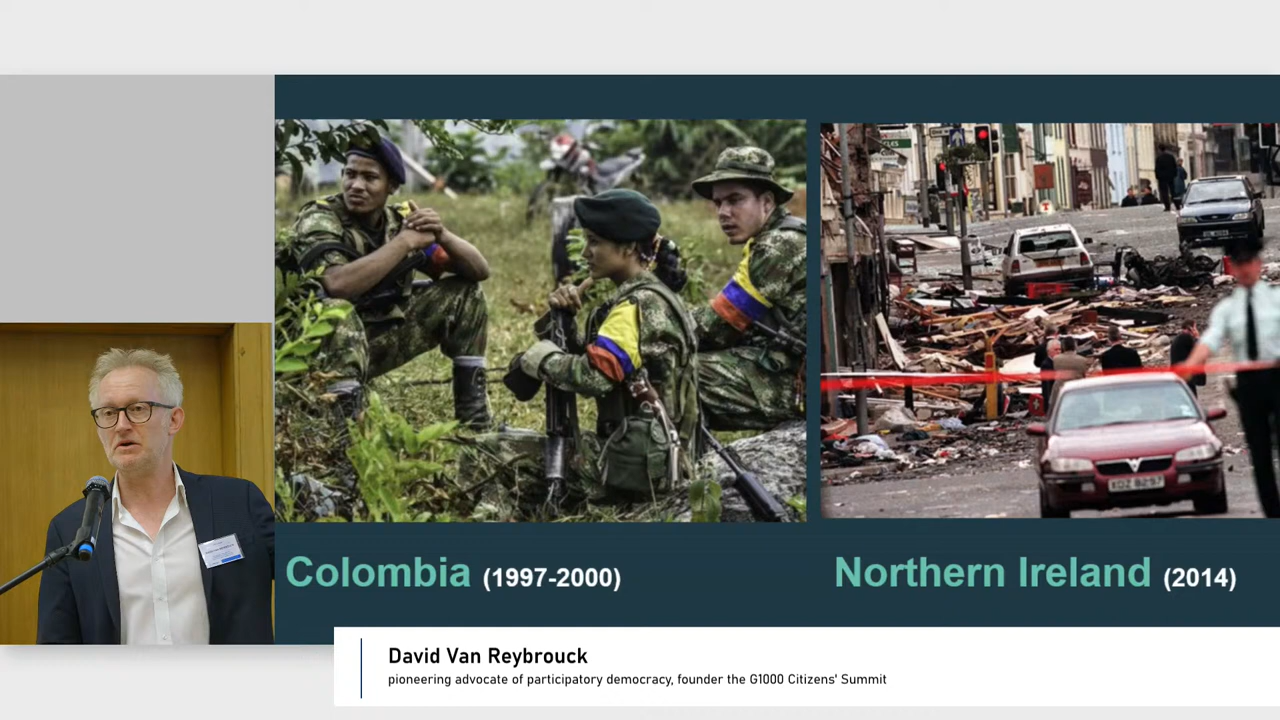 Colombia (1997-2000)
Northern Ireland (2014)
David Van Reybrouck
pioneering advocate of participatory democracy, founder the G1000 Citizens' Summit